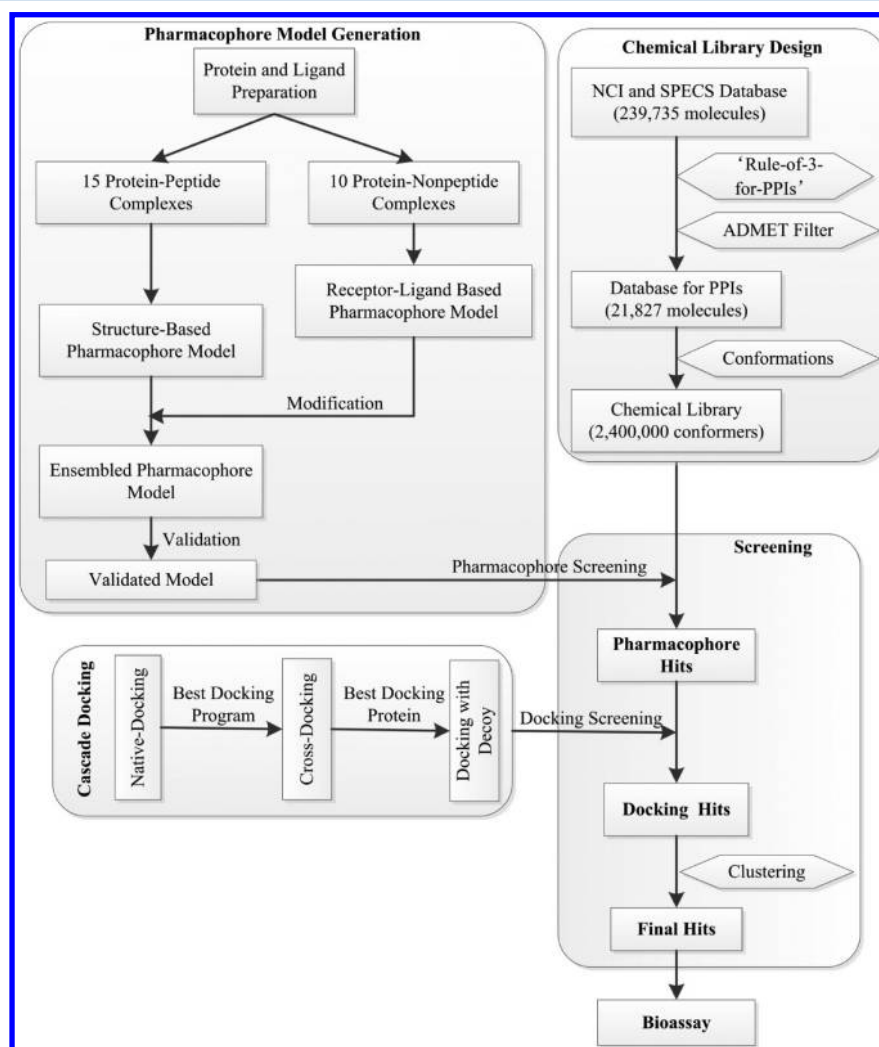 Pharmacophore Model Generation
Protein and Ligand
Preparation
15 Protein-Peptide
Complexes
10 Protein-Nonpeptide
Complexes
Receptor-Ligand Based
Pharmacophore Model
Structure-Based
Pharmacophore Model
Modification
Ensembled Pharmacophore
Model
Validation
Validated Model
Chemical Library Design
NCI and SPECS Database
(239,735 molecules)
‘Rule-of-3-
for-PPIs’
ADMET Filter
Database for PPIs
(21,827 molecules)
Conformations
Chemical Library
(2,400,000 conformers)
Pharmacophore Screening
Screening
Pharmacophore
Hits
Cascade Docking
Native-Docking
Best Docking
Program
Cross-Docking
Best Docking
Protein
Docking with
Decoy
Docking Screening
Docking Hits
Clustering
Final Hits
Bioassay